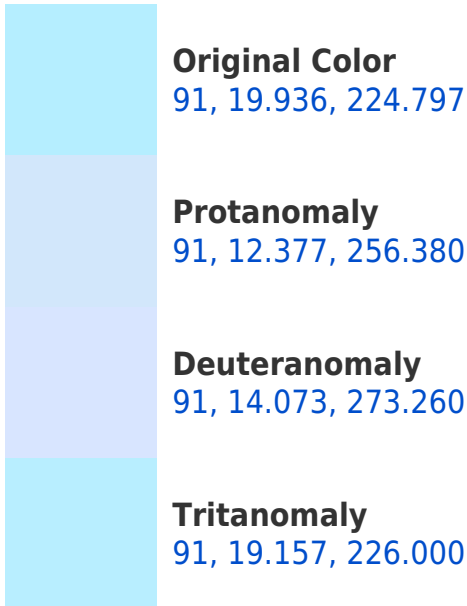 Original Color
91, 19.936, 224.797
Protanomaly
91, 12.377, 256.380
Deuteranomaly
91, 14.073, 273.260
Tritanomaly
91, 19.157, 226.000